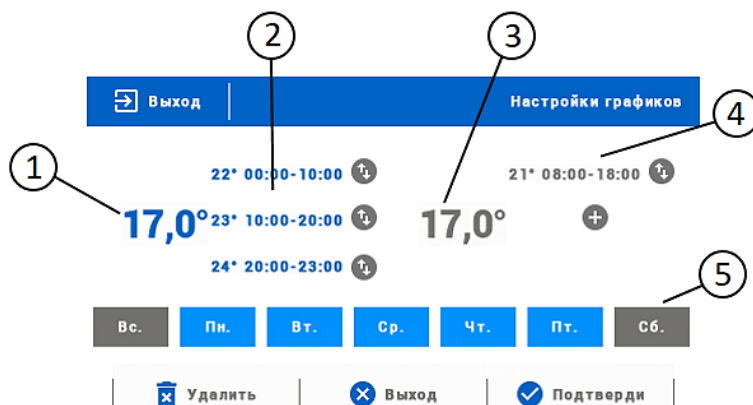 2
3
Выход
Настройки графиков
4
1
22° 00:00-10:00
21° 08:00-18:00
17,0°
23° 10:00-20:00
17,0°
24° 20:00-23:00
5
Вс.
Пн.
Вт.
Ср.
Чт.
Пт.
Сб.
Удалить
Выход
Подтверди